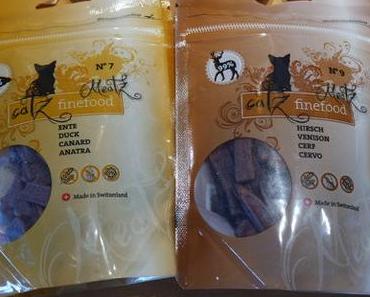 Nº 7
Meatz
catz
finefood
ENTE
DUCK
CANARD
ANATRA
Made in Switzerland
99%
Nº 9
Meatz
catz
finefood
HIRSCH
VENISON
CERF
CERVO
Made in Switzerland